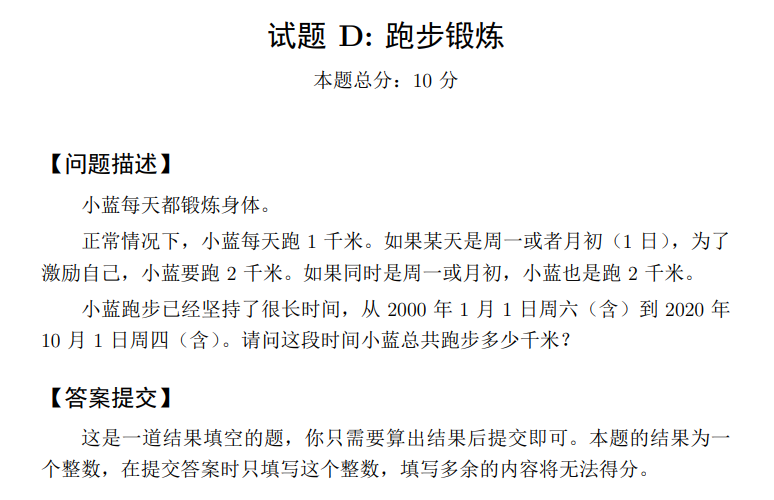 试题 D: 跑步锻炼
本题总分：10 分
【问题描述】
小蓝每天都锻炼身体。
正常情况下，小蓝每天跑 1 千米。如果某天是周一或者月初（1 日），为了
激励自己，小蓝要跑 2 千米。如果同时是周一或月初，小蓝也是跑 2 千米。
小蓝跑步已经坚持了很长时间，从 2000 年 1 月 1 日周六（含）到 2020 年
10 月 1 日周四（含）。请问这段时间小蓝总共跑步多少千米？
【答案提交】
这是一道结果填空的题，你只需要算出结果后提交即可。本题的结果为一
个整数，在提交答案时只填写这个整数，填写多余的内容将无法得分。